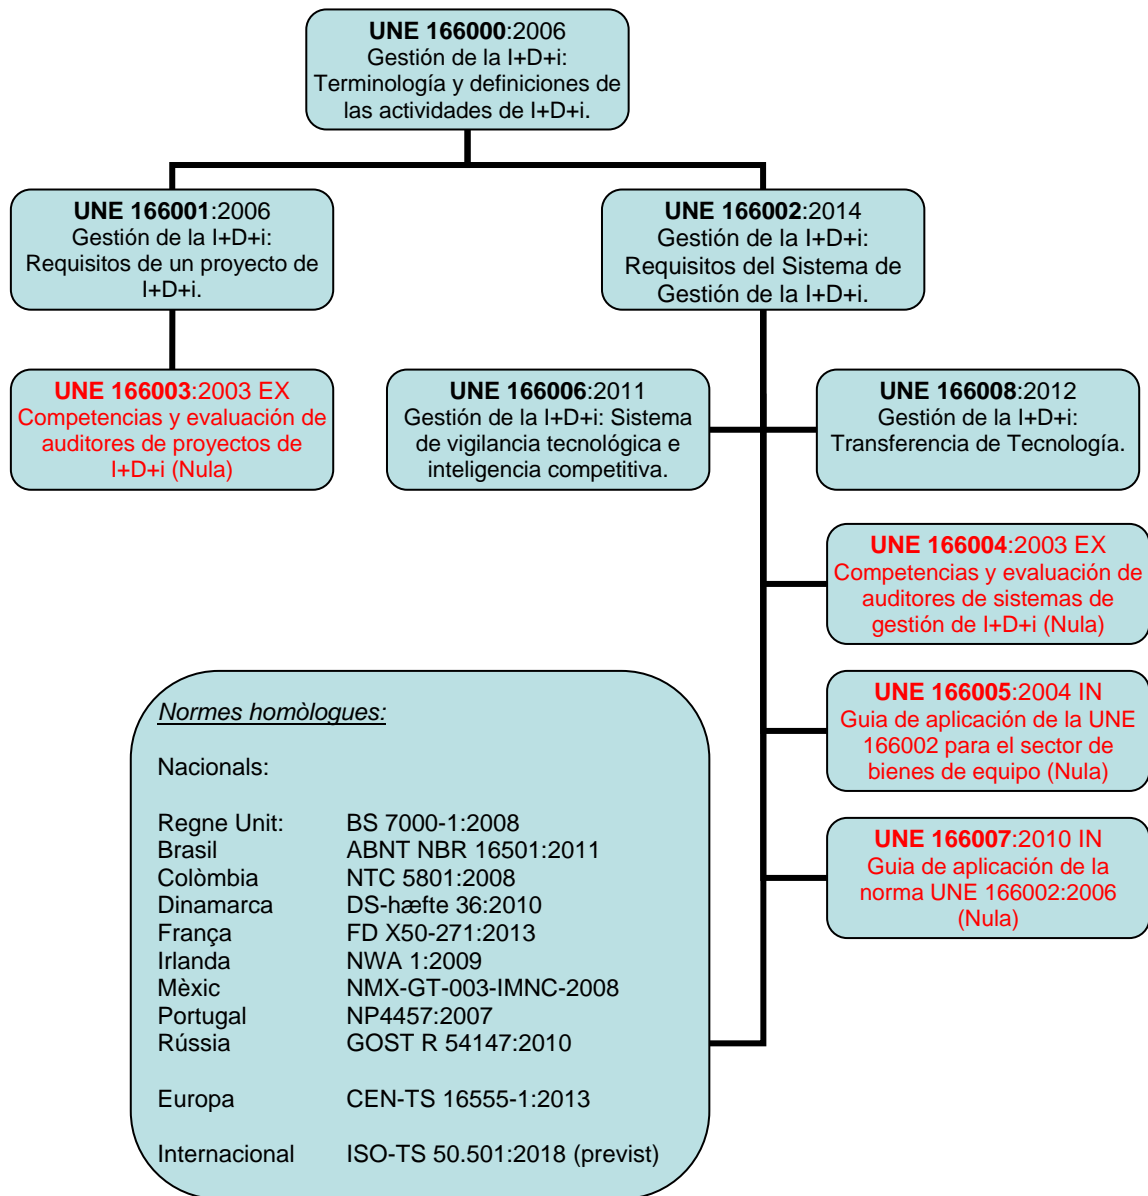 UNE 166000:2006
Gestión de la I+D+i:
Terminología y definiciones de
las actividades de I+D+i.
UNE 166001:2006
Gestión de la I+D+i:
Requisitos de un proyecto de
I+D+i.
UNE 166002:2014
Gestión de la I+D+i:
Requisitos del Sistema de
Gestión de la I+D+i.
UNE 166003:2003 EX
Competencias y evaluación de
auditores de proyectos de
I+D+i (Nula)
UNE 166006:2011
Gestión de la I+D+i: Sistema
de vigilancia tecnológica e
inteligencia competitiva.
UNE 166008:2012
Gestión de la I+D+i:
Transferencia de Tecnología.
UNE 166004:2003 EX
Competencias y evaluación de
auditores de sistemas de
gestión de I+D+i (Nula)
UNE 166005:2004 IN
Guia de aplicación de la UNE
166002 para el sector de
bienes de equipo (Nula)
UNE 166007:2010 IN
Guia de aplicación de la
norma UNE 166002:2006
(Nula)
Normes homòlogues:
Nacionals:
Regne Unit: BS 7000-1:2008
Brasil ABNT NBR 16501:2011
Colòmbia NTC 5801:2008
Dinamarca DS-hæfte 36:2010
França FD X50-271:2013
Irlanda NWA 1:2009
Mèxic NMX-GT-003-IMNC-2008
Portugal NP4457:2007
Rússia GOST R 54147:2010
Europa CEN-TS 16555-1:2013
Internacional ISO-TS 50.501:2018 (previst)